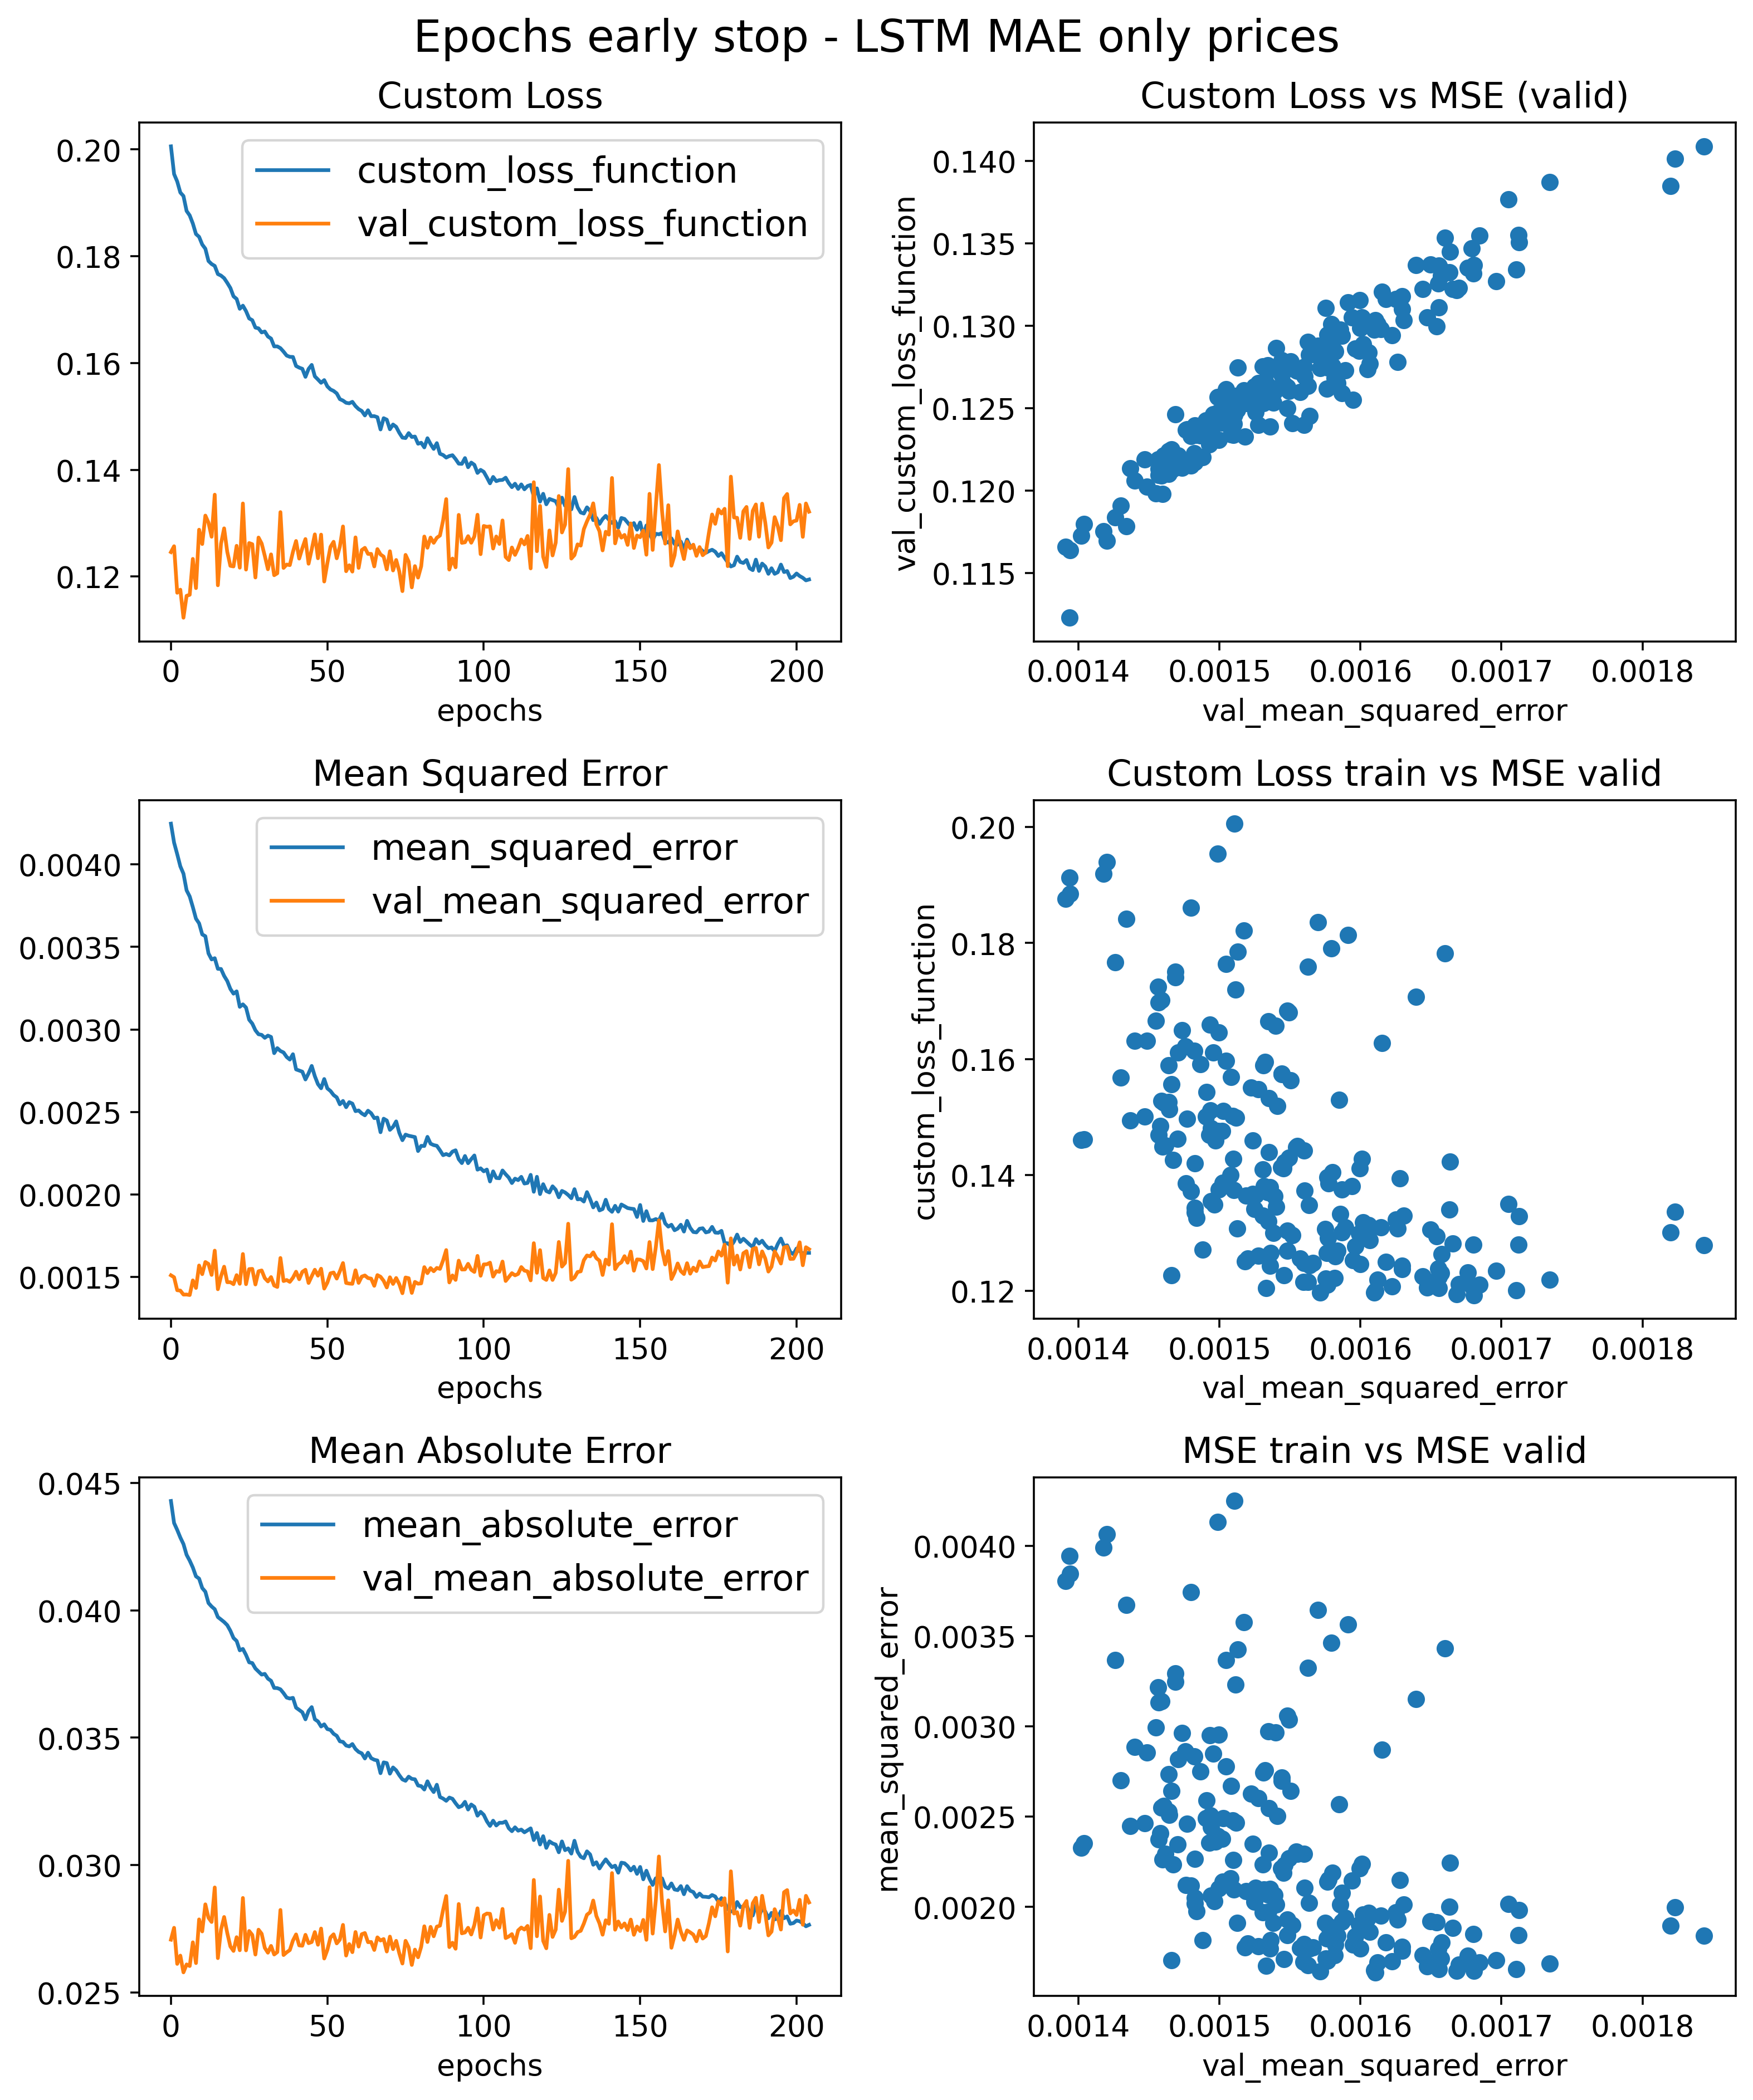 Epochs early stop - LSTM MAE only prices
Custom Loss
0.20
0.18
0.16
0.14
0.12
custom_loss_function
val_custom_loss_function
0
50
100
150
200
epochs
Custom Loss vs MSE (valid)
val_custom_loss_function
0.140
0.135
0.130
0.125
0.120
0.115
0.0014
0.0015
0.0016
0.0017
0.0018
val_mean_squared_error
Mean Squared Error
0.0040
0.0035
0.0030
0.0025
0.0020
0.0015
mean_squared_error
val_mean_squared_error
0
50
100
150
200
epochs
Custom Loss train vs MSE valid
custom_loss_function
0.20
0.18
0.16
0.14
0.12
0.0014
0.0015
0.0016
0.0017
0.0018
val_mean_squared_error
Mean Absolute Error
0.045
0.040
0.035
0.030
0.025
mean_absolute_error
val_mean_absolute_error
0
50
100
150
200
epochs
MSE train vs MSE valid
mean_squared_error
0.0040
0.0035
0.0030
0.0025
0.0020
0.0014
0.0015
0.0016
0.0017
0.0018
val_mean_squared_error